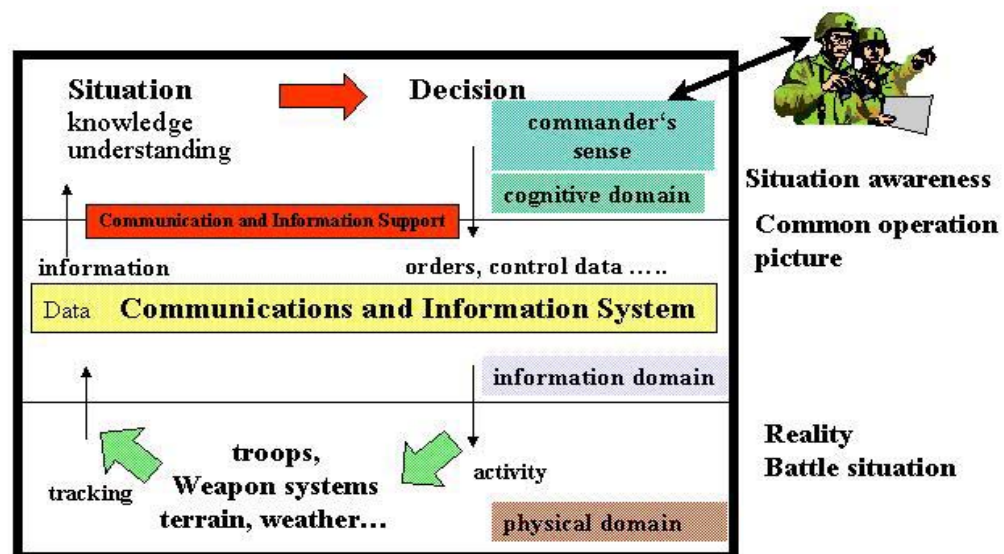 Situation
knowledge
understanding
Decision
commander‘s
sense
cognitive domain
Situation awareness
Common operation
picture
Communication and Information Support
information
orders, control data …..
Data Communications and Information System
information domain
tracking
troops,
Weapon systems
terrain, weather…
activity
physical domain
Reality
Battle situation